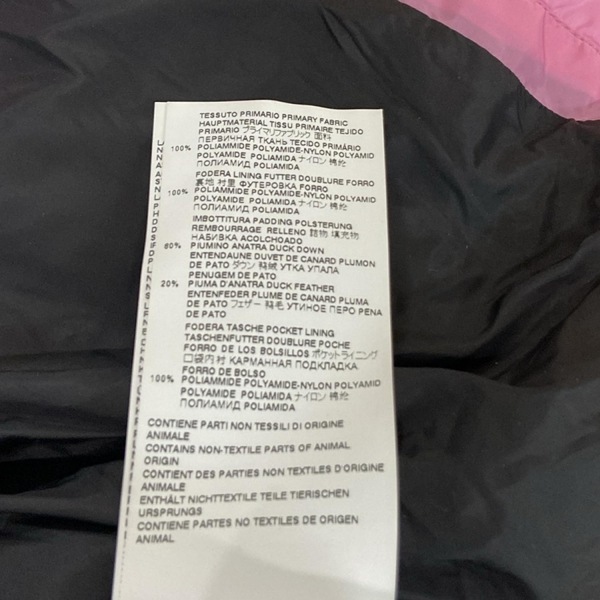 TESSUTO PRIMARIO PRIMARY FABRIC
HAUPTMATERIAL TISSU PRIMAIRE TEJIDO
PRIMARIO プライマリファブリック 面料
ПЕРВИЧНАЯ ТКАНЬ TECIDO PRIMÁRIO
100% POLIAMMIDE POLYAMIDE-NYLON POLYAMID
POLYAMIDE POLIAMIDA ナイロン 锦纶
ПОЛИАМИД POLIAMIDA
FODERA LINING FUTTER DOUBLURE FORRO
裏地 衬里 ФУТЕРОВКА FORRO
100% POLIAMMIDE POLYAMIDE-NYLON POLYAMID
POLYAMIDE POLIAMIDA ナイロン 锦纶
ПОЛИАМИД POLIAMIDA
IMBOTTITURA PADDING POLSTERUNG
REMBOURRAGE RELLENO 詰物 填充物
НАБИВКА ACOLCHOADO
80% PIUMINO ANATRA DUCK DOWN
ENTENDAUNE DUVET DE CANARD PLUMON
DE PATO ダウン 鸭绒 УТКА УПАЛА
PENUGEM DE PATO
20% PIUMA D'ANATRA DUCK FEATHER
ENTENFEDER PLUME DE CANARD PLUMA
DE PATO フェザー 鸭毛 УТИНОЕ ПЕРО PENA
DE PATO
FODERA TASCHE POCKET LINING
TASCHENFUTTER DOUBLURE POCHE
FORRO DE LOS BOLSILLOS ポケットライニング
口袋内衬 КАРМАННАЯ ПОДКЛАДКА
FORRO DE BOLSO
100% POLIAMMIDE POLYAMIDE-NYLON POLYAMID
POLYAMIDE POLIAMIDA ナイロン 锦纶
ПОЛИАМИД POLIAMIDA
CONTIENE PARTI NON TESSILI DI ORIGINE
ANIMALE
CONTAINS NON-TEXTILE PARTS OF ANIMAL
ORIGIN
CONTIENT DES PARTIES NON TEXTILES D'ORIGINE
ANIMALE
ENTHÄLT NICHTTEXTILE TEILE TIERISCHEN
URSPRUNGS
CONTIENE PARTES NO TEXTILES DE ORIGEN
ANIMAL